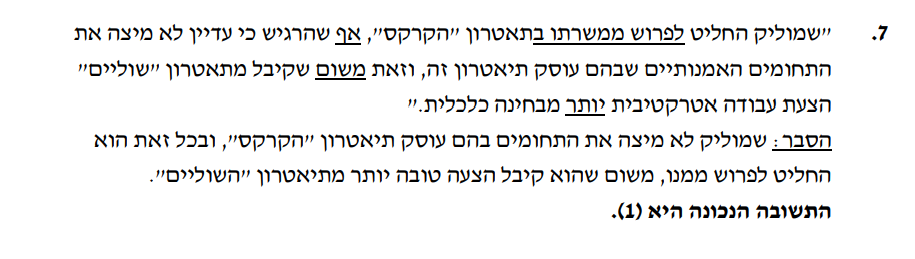 7. "שמוליק החליט לפרוש ממשרתו בתאטרון "הקרקס", אף שהרגיש כי עדיין לא מיצה את
התחומים האמנותיים שבהם עוסק תיאטרון זה, וזאת משום שקיבל מתאטרון "שוליים"
הצעת עבודה אטרקטיבית יותר מבחינה כלכלית."
הסבר: שמוליק לא מיצה את התחומים בהם עוסק תיאטרון "הקרקס", ובכל זאת הוא
החליט לפרוש ממנו, משום שהוא קיבל הצעה טובה יותר מתיאטרון "השוליים".
התשובה הנכונה היא (1).